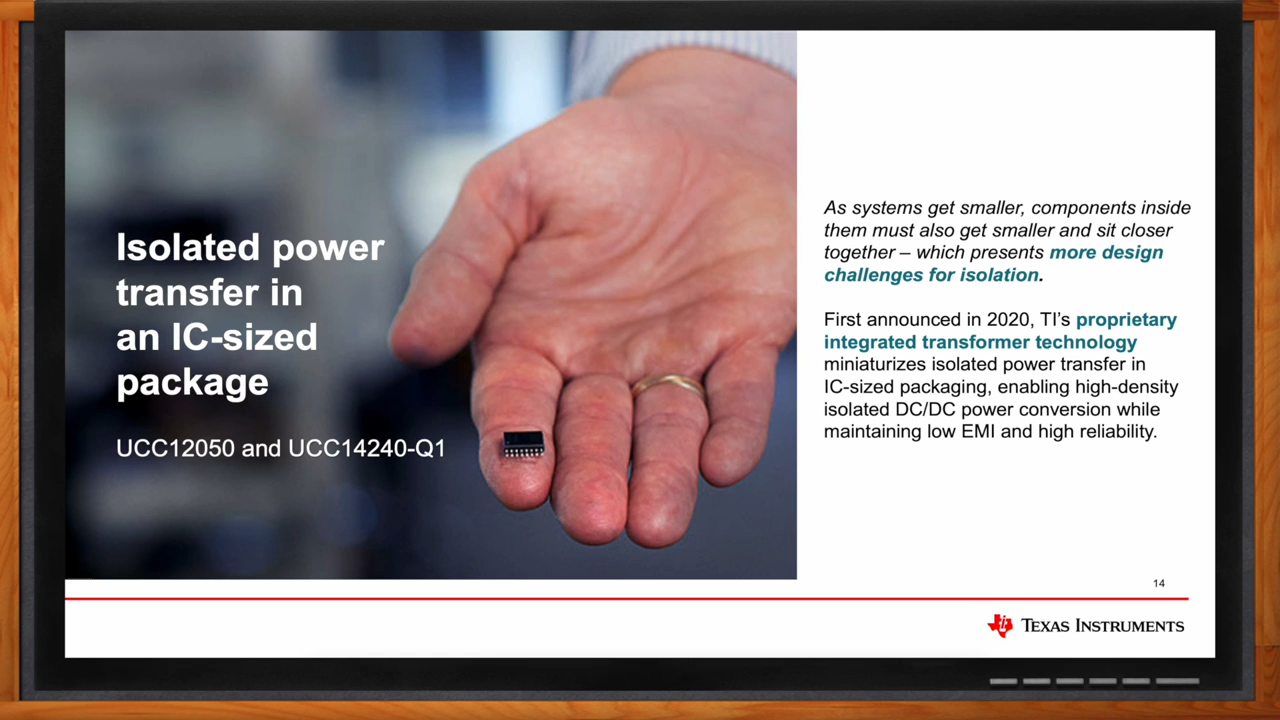 Isolated power
transfer in
an IC-sized
package
UCC12050 and UCC14240-Q1
As systems get smaller, components inside
them must also get smaller and sit closer
together – which presents more design
challenges for isolation.
First announced in 2020, TI's proprietary
integrated transformer technology
miniaturizes isolated power transfer in
IC-sized packaging, enabling high-density
isolated DC/DC power conversion while
maintaining low EMI and high reliability.
14
TEXAS INSTRUMENTS